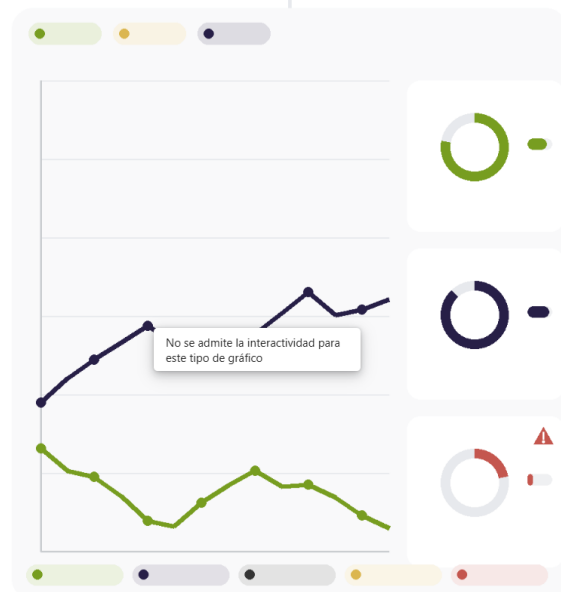 No se admite la interactividad para
este tipo de gráfico